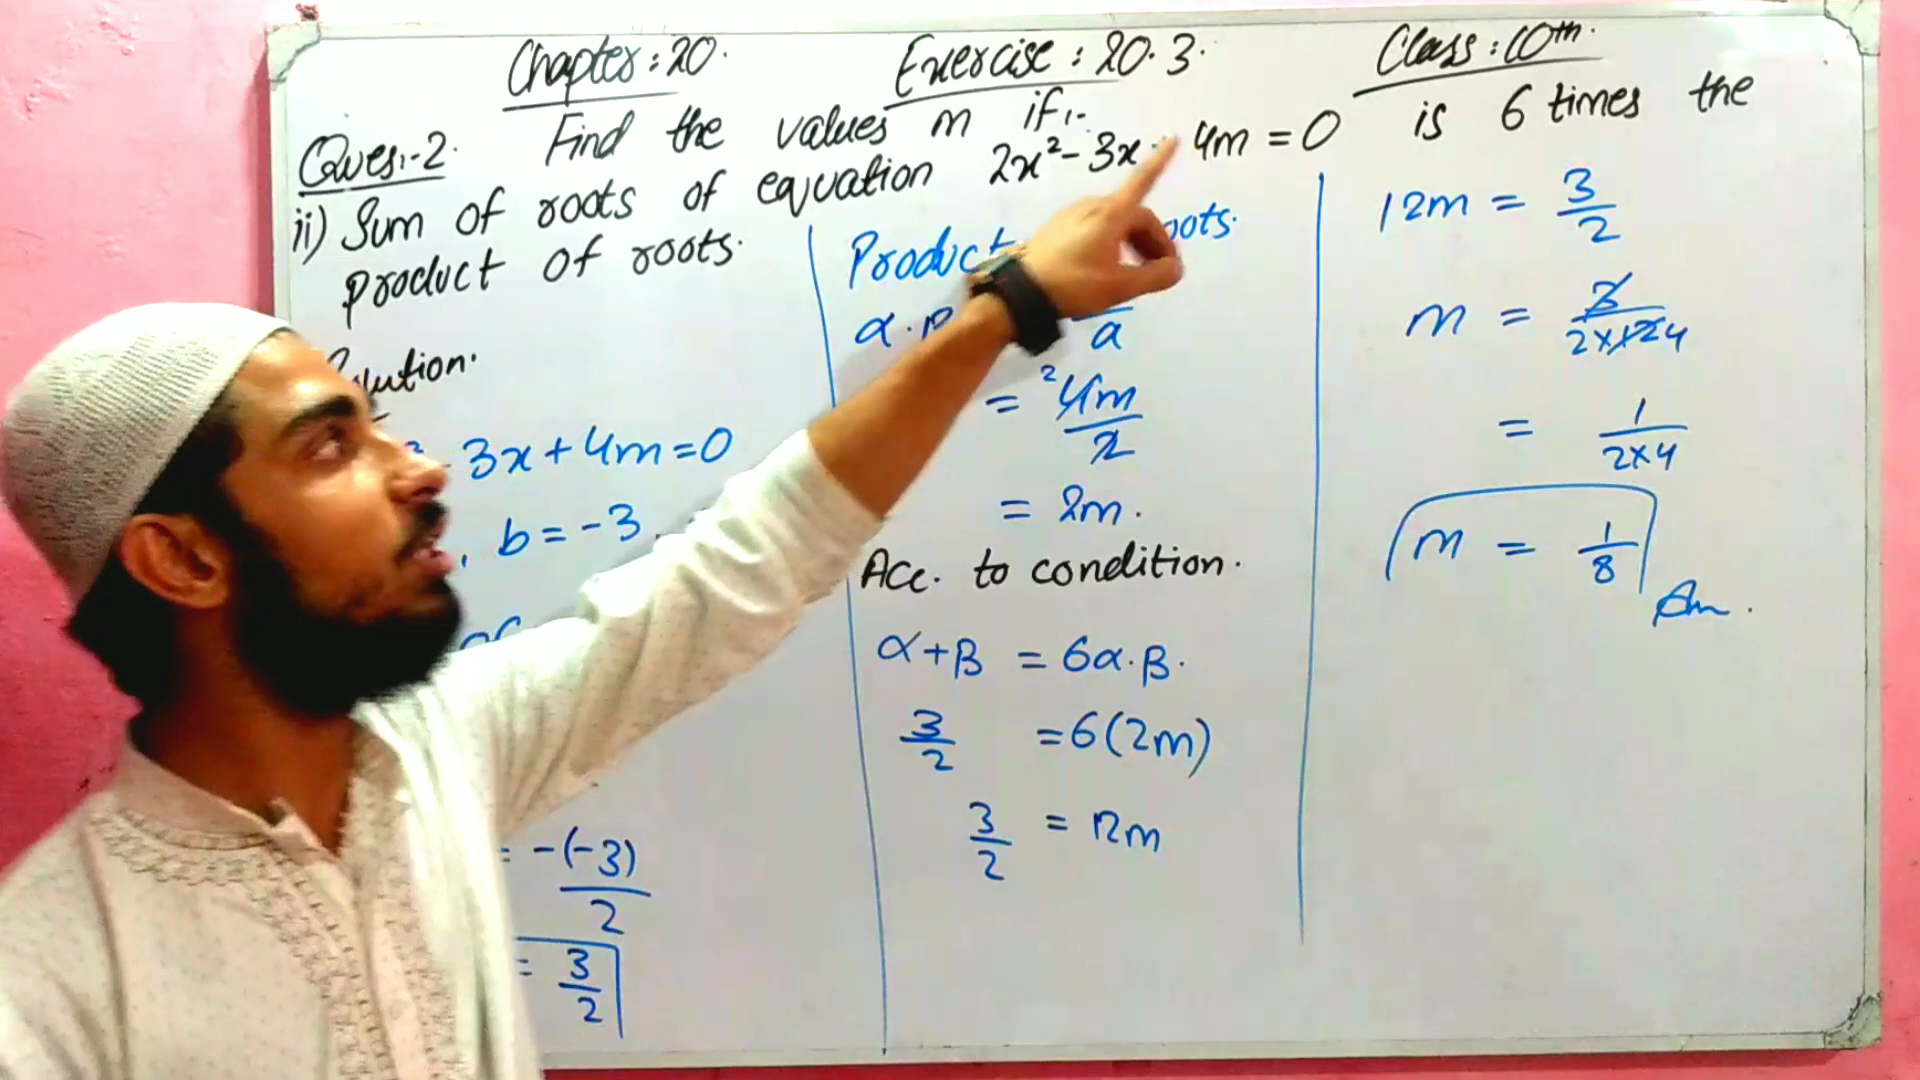 Chapter: 20. Exercise: 20.3. Class: 10th.
Ques:-2. Find the values m if:-
ii) Sum of roots of equation 2x² - 3x 4m = 0 is 6 times the
product of roots.
3x + 4m = 0
, b = -3,
= -(-3)
2
= 3/2
Product
α.
a
= ² 4m
2
= 2m.
Acc. to condition.
α + β = 6α.β.
3/2 = 6(2m)
3/2 = 12m
12m = 3/2
m = 3
2×12 4
= 1
2×4
m = 1/8
Ans.